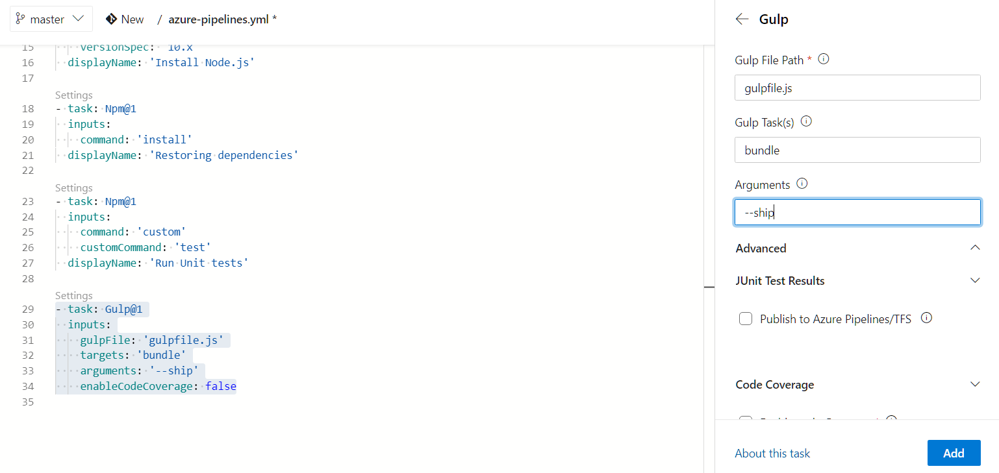 master
New / azure-pipelines.yml *
15 versionSpec: '10.x'
16 displayName: 'Install Node.js'
17
Settings
18 - task: Npm@1
19 inputs:
20 command: 'install'
21 displayName: 'Restoring dependencies'
22
Settings
23 - task: Npm@1
24 inputs:
25 command: 'custom'
26 customCommand: 'test'
27 displayName: 'Run Unit tests'
28
Settings
29 - task: Gulp@1
30 inputs:
31 gulpFile: 'gulpfile.js'
32 targets: 'bundle'
33 arguments: '--ship'
34 enableCodeCoverage: false
35
Gulp
Gulp File Path *
gulpfile.js
Gulp Task(s)
bundle
Arguments
--ship
Advanced
JUnit Test Results
Publish to Azure Pipelines/TFS
Code Coverage
About this task
Add